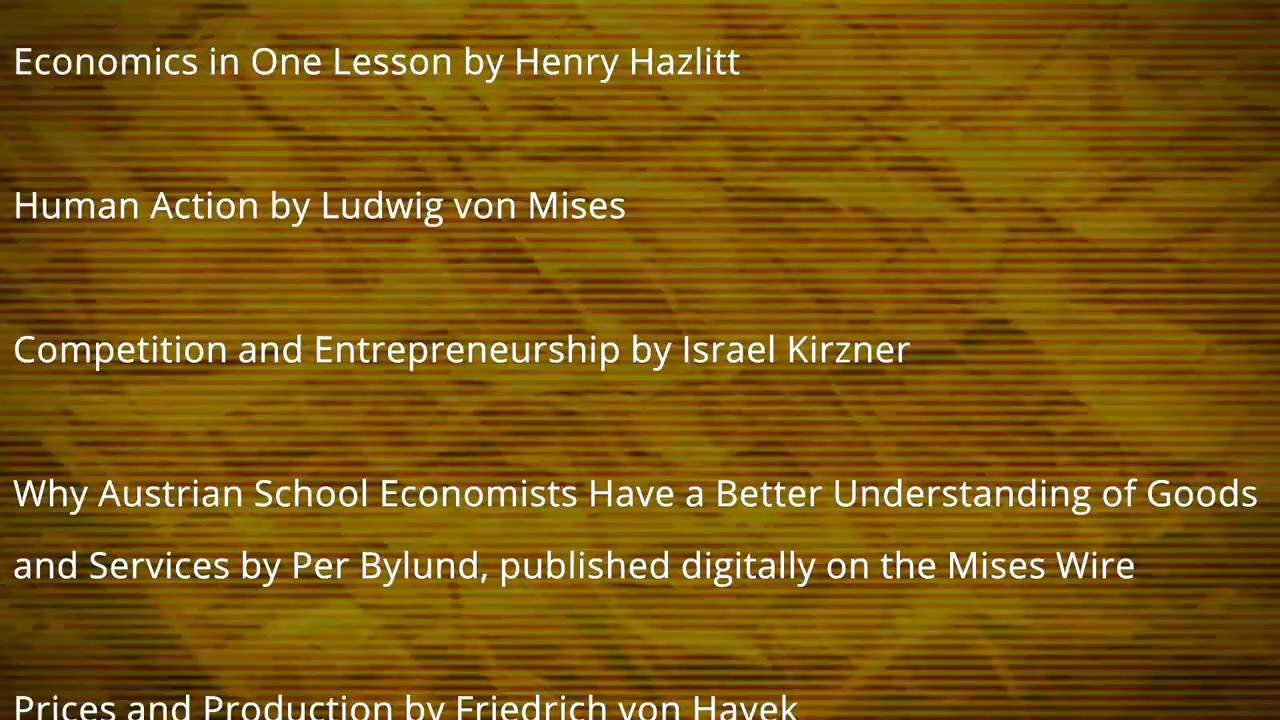 Economics in One Lesson by Henry Hazlitt
Human Action by Ludwig von Mises
Competition and Entrepreneurship by Israel Kirzner
Why Austrian School Economists Have a Better Understanding of Goods
and Services by Per Bylund, published digitally on the Mises Wire
Prices and Production by Friedrich von Hayek